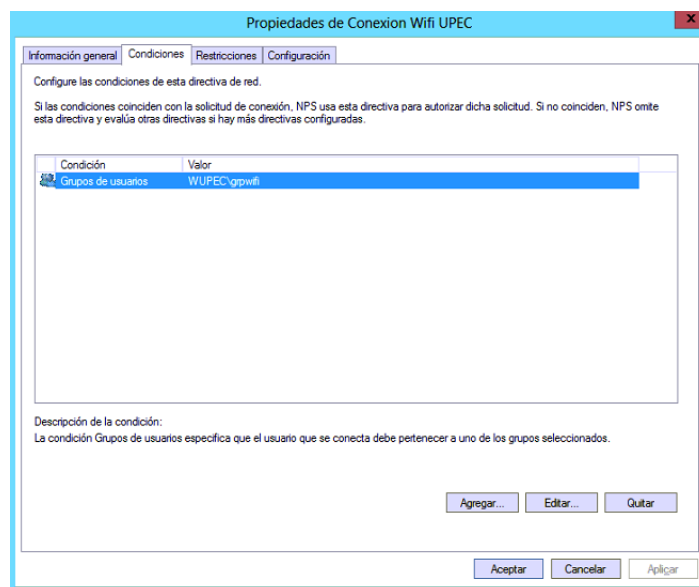 Propiedades de Conexion Wifi UPEC
x
Información general Condiciones Restricciones Configuración
Configure las condiciones de esta directiva de red.
Si las condiciones coinciden con la solicitud de conexión, NPS usa esta directiva para autorizar dicha solicitud. Si no coinciden, NPS omite
esta directiva y evalúa otras directivas si hay más directivas configuradas.
Condición Valor
Grupos de usuarios WUPEC\grpwifi
Descripción de la condición:
La condición Grupos de usuarios especifica que el usuario que se conecta debe pertenecer a uno de los grupos seleccionados.
Agregar... Editar... Quitar
Aceptar Cancelar Aplicar